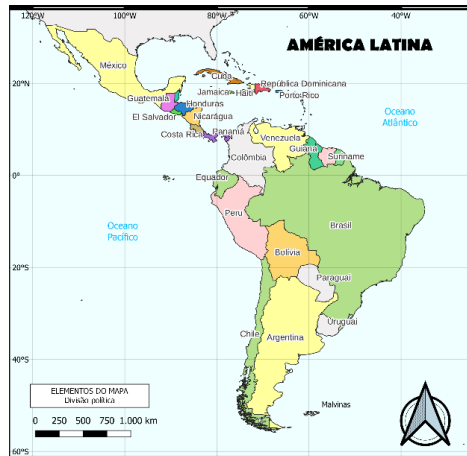 120°W
100°W
80°W
60°W
40°W
AMÉRICA LATINA
México
Cuba
República Dominicana
20°N
Jamaica
Haiti
Porto Rico
Guatemala
Honduras
Oceano
Atlântico
El Salvador
Nicarágua
Costa Rica
Panamá
Venezuela
Guiana
Suriname
Colômbia
0°
Equador
Peru
Brasil
Oceano
Pacífico
Bolivia
20°S
Paraguai
Uruguai
Chile
Argentina
40°S
ELEMENTOS DO MAPA
Divisão política
0 250 500 750 1.000 km
Malvinas
60°S